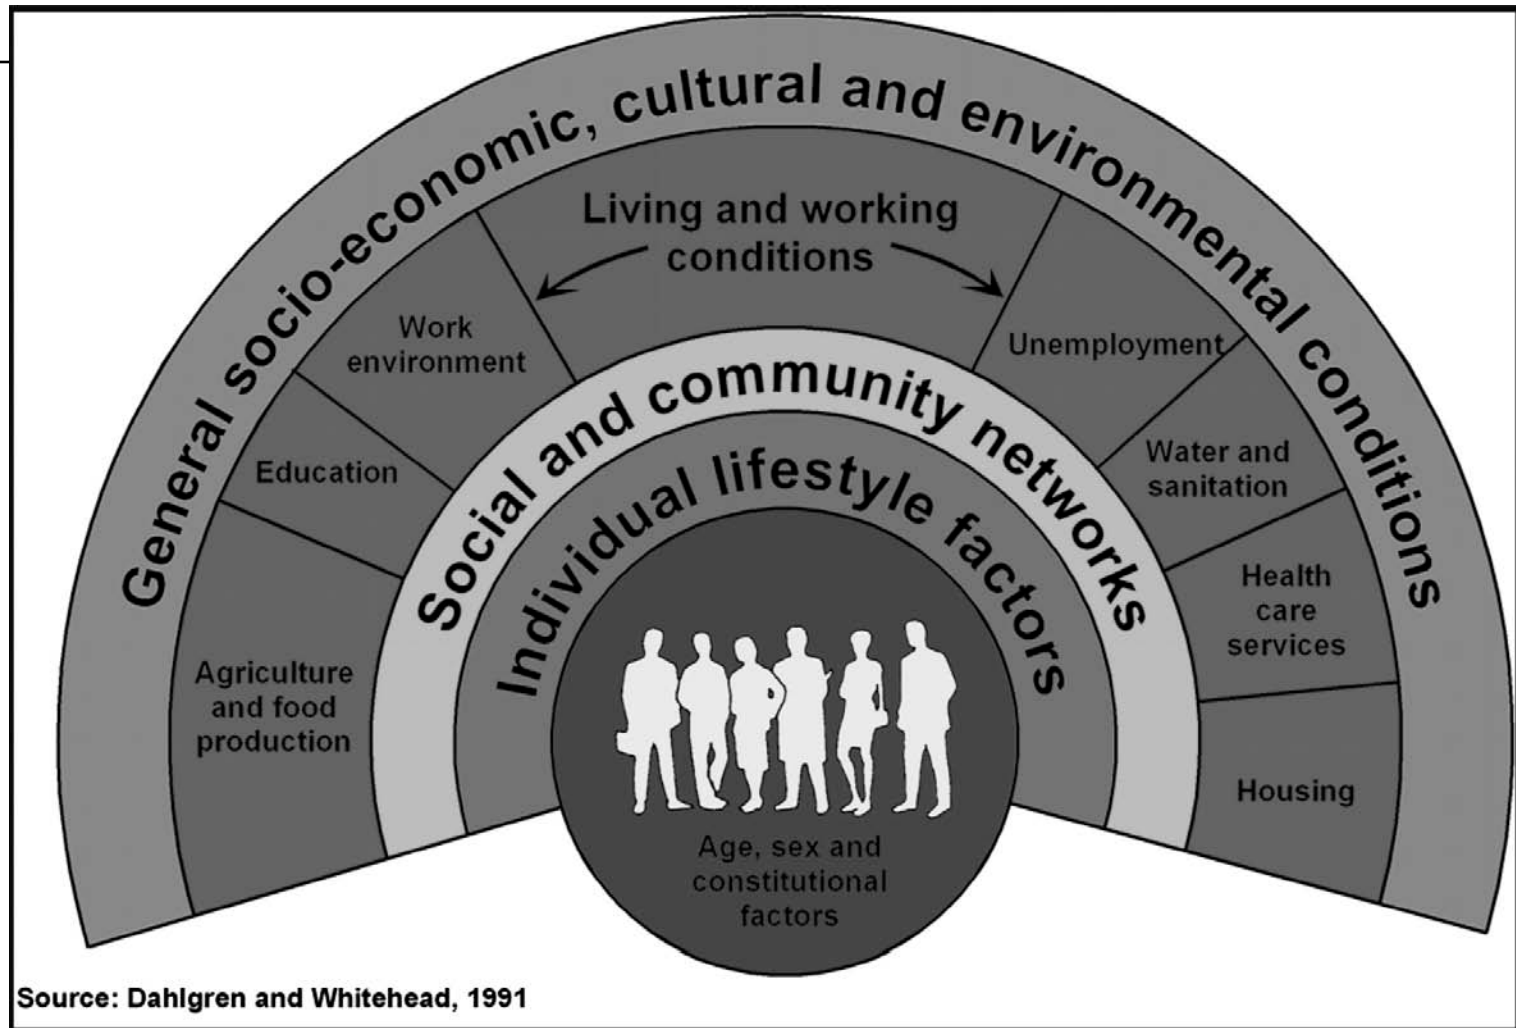 General socio-economic, cultural and environmental conditions
Living and working
conditions
Work
environment
Unemployment
Education
Water and
sanitation
Agriculture
and food
production
Health
care
services
Housing
Social and community networks
Individual lifestyle factors
Age, sex and
constitutional
factors
Source: Dahlgren and Whitehead, 1991